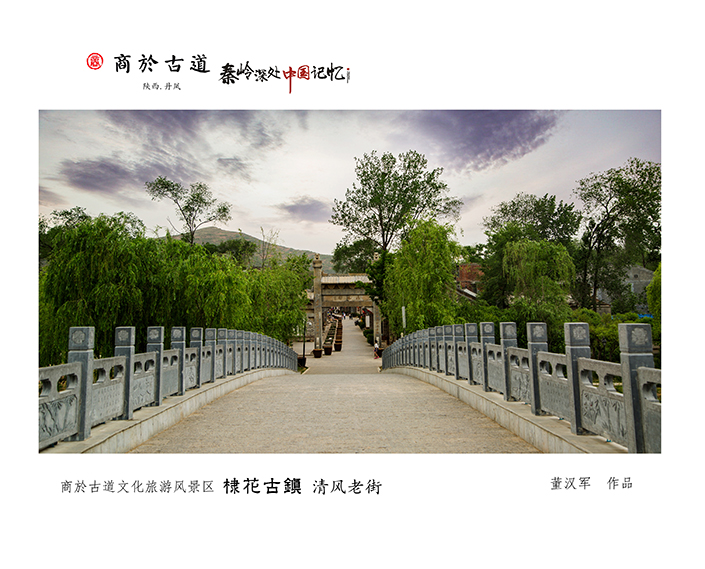 商於古道
秦岭深处中国记忆
陕西.丹凤
商於古道文化旅游风景区 棣花古鎮 清风老街
董汉军 作品